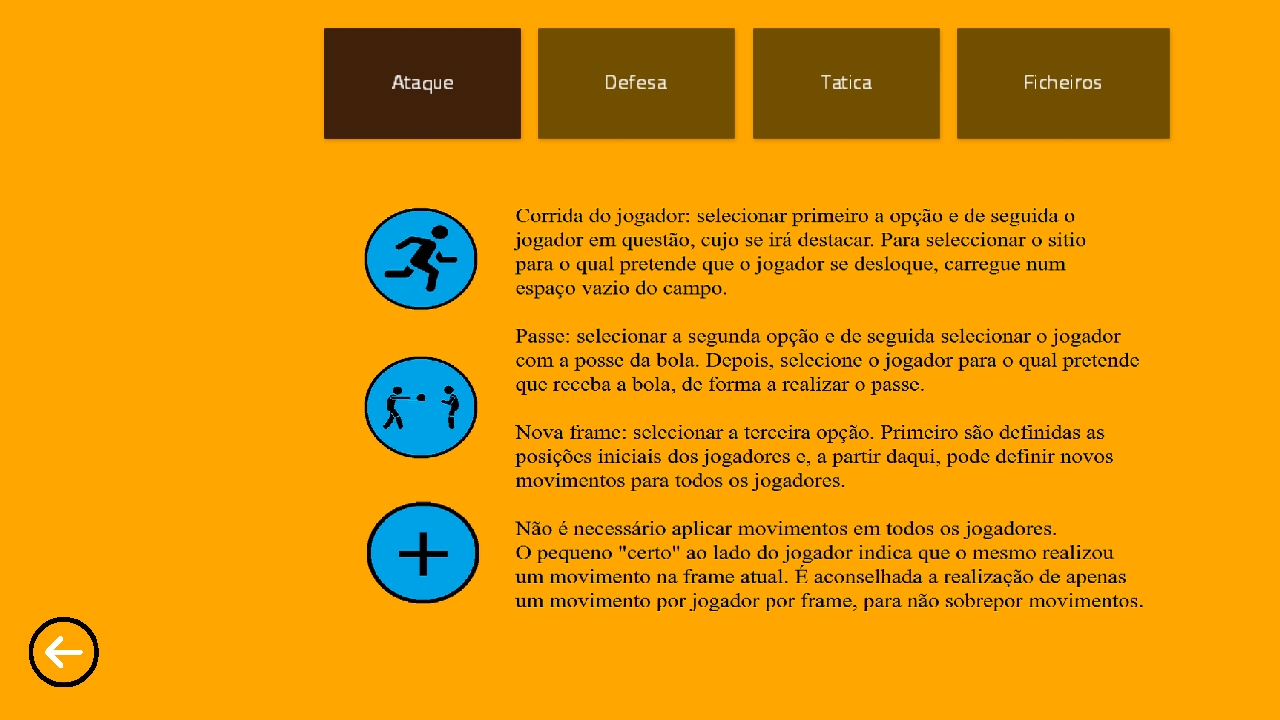 Ataque
Defesa
Tatica
Ficheiros
Corrida do jogador: selecionar primeiro a opção e de seguida o
jogador em questão, cujo se irá destacar. Para seleccionar o sitio
para o qual pretende que o jogador se desloque, carregue num
espaço vazio do campo.
Passe: selecionar a segunda opção e de seguida selecionar o jogador
com a posse da bola. Depois, selecione o jogador para o qual pretende
que receba a bola, de forma a realizar o passe.
Nova frame: selecionar a terceira opção. Primeiro são definidas as
posições iniciais dos jogadores e, a partir daqui, pode definir novos
movimentos para todos os jogadores.
Não é necessário aplicar movimentos em todos os jogadores.
O pequeno "certo" ao lado do jogador indica que o mesmo realizou
um movimento na frame atual. É aconselhada a realização de apenas
um movimento por jogador por frame, para não sobrepor movimentos.